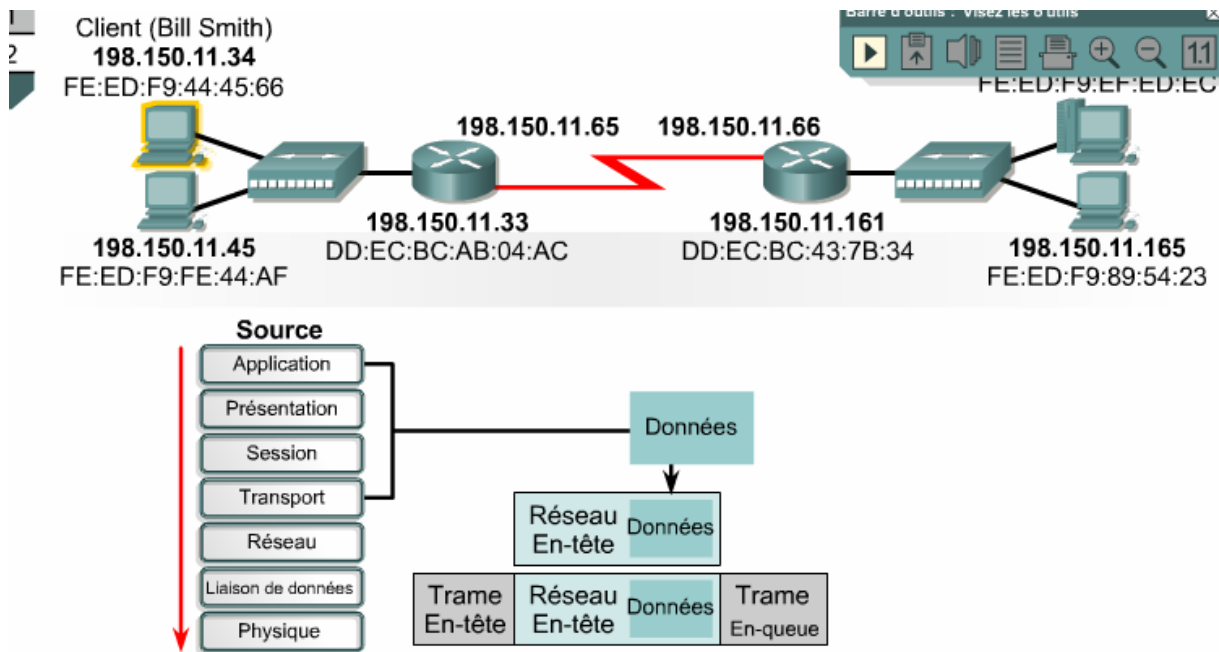 Client (Bill Smith)
198.150.11.34
FE:ED:F9:44:45:66
2
Barre d'outils : Visez les outils
1:1
FE:ED:F9:EF:ED:EC
198.150.11.65
198.150.11.66
198.150.11.33
DD:EC:BC:AB:04:AC
198.150.11.161
DD:EC:BC:43:7B:34
198.150.11.45
FE:ED:F9:FE:44:AF
198.150.11.165
FE:ED:F9:89:54:23
Source
Application
Présentation
Session
Transport
Réseau
Liaison de données
Physique
Données
Réseau
En-tête
Données
Trame
En-tête
Réseau
En-tête
Données
Trame
En-queue